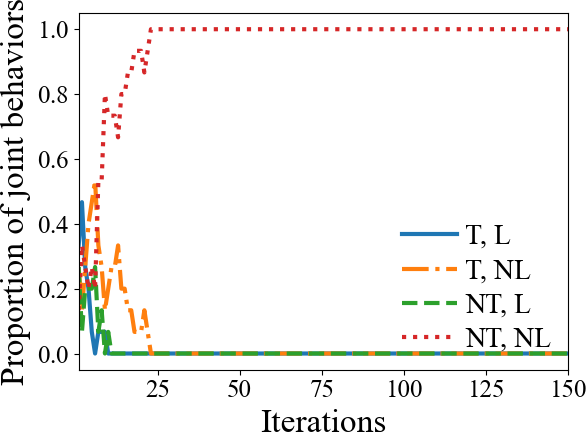 Proportion of joint behaviors
1.0
0.8
0.6
0.4
0.2
0.0
T, L
T, NL
NT, L
NT, NL
25
50
75
100
125
150
Iterations